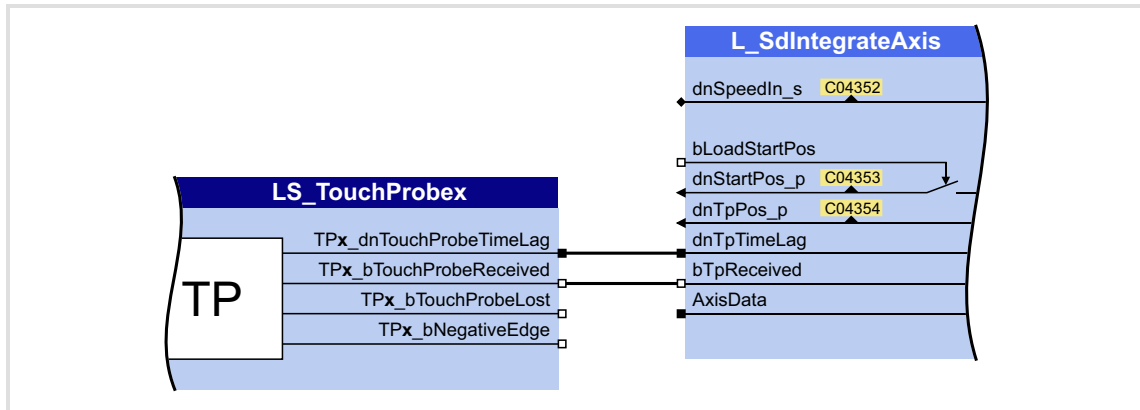 L_SdIntegrateAxis
dnSpeedIn_s C04352
bLoadStartPos
dnStartPos_p C04353
dnTpPos_p C04354
dnTpTimeLag
bTpReceived
AxisData
LS_TouchProbex
TP
TPx_dnTouchProbeTimeLag
TPx_bTouchProbeReceived
TPx_bTouchProbeLost
TPx_bNegativeEdge